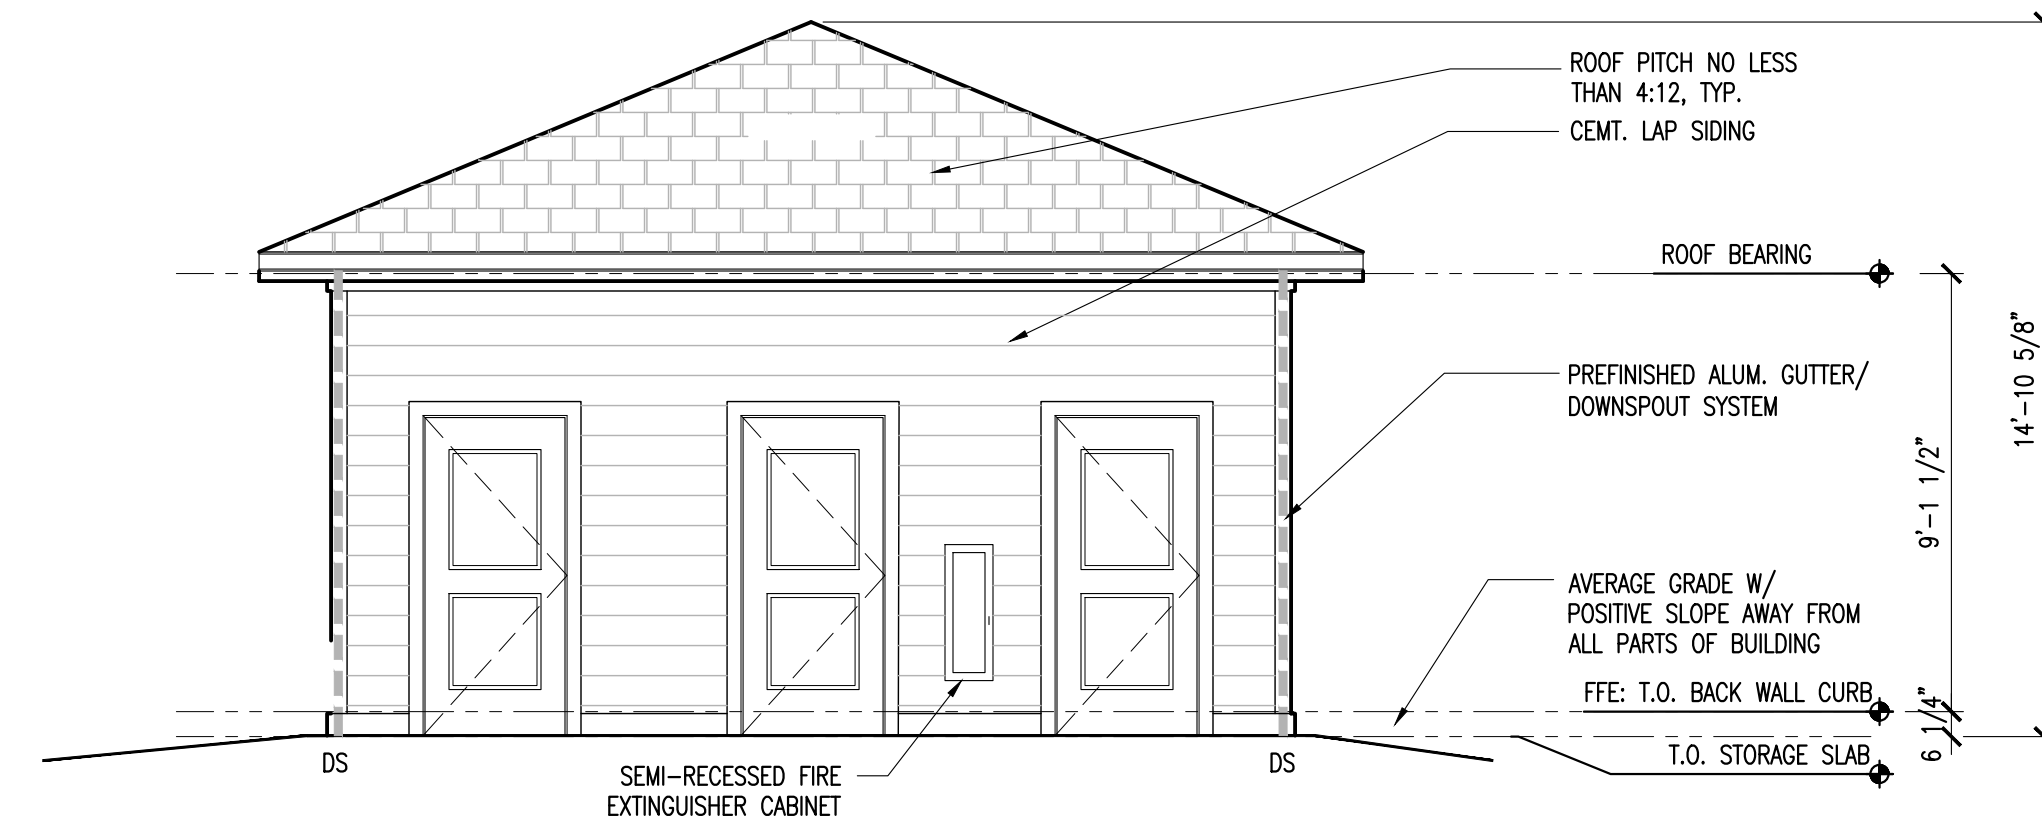 ROOF PITCH NO LESS
THAN 4:12, TYP.
CEMT. LAP SIDING
ROOF BEARING
14'-10 5/8"
PREFINISHED ALUM. GUTTER/
DOWNSPOUT SYSTEM
9'-1 1/2"
AVERAGE GRADE W/
POSITIVE SLOPE AWAY FROM
ALL PARTS OF BUILDING
FFE: T.O. BACK WALL CURB
6 1/4"
T.O. STORAGE SLAB
DS
DS
SEMI-RECESSED FIRE
EXTINGUISHER CABINET